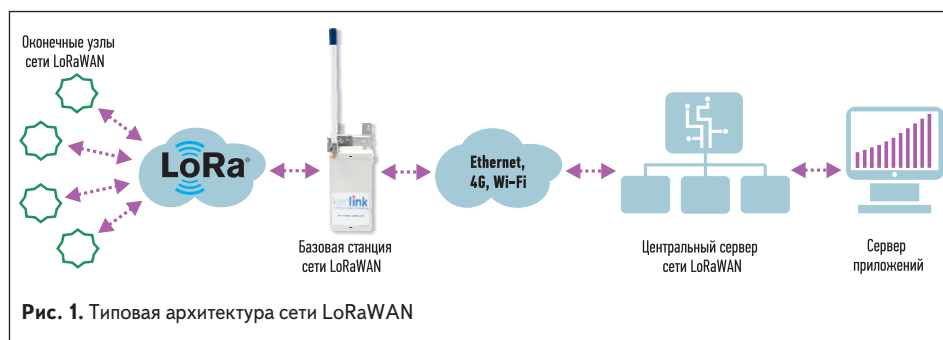 Оконечные узлы
сети LoRaWAN
LoRa®
kerlink
Ethernet,
4G, Wi-Fi
Базовая станция
сети LoRaWAN
Центральный сервер
сети LoRaWAN
Сервер
приложений
Рис. 1. Типовая архитектура сети LoRaWAN